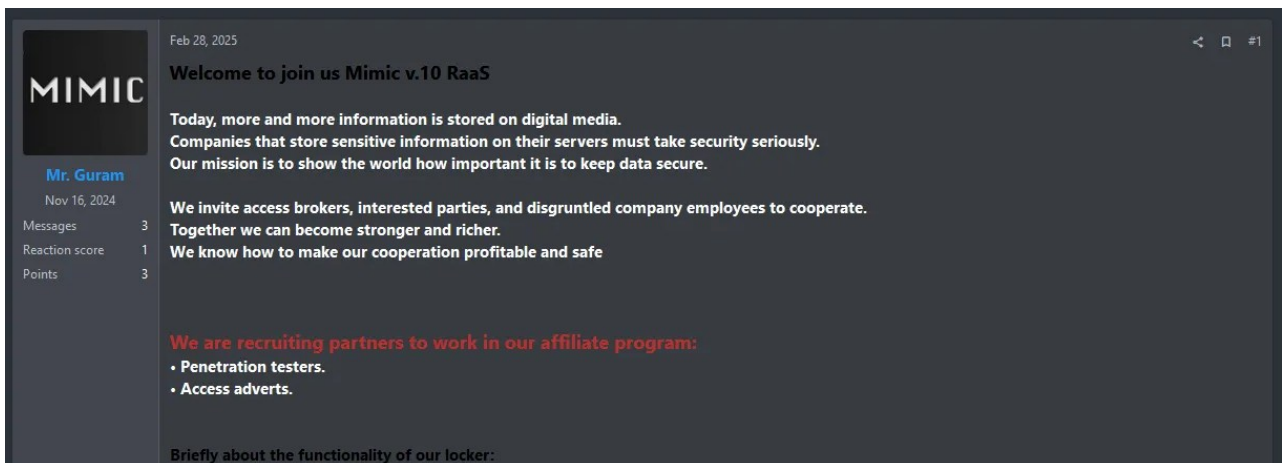 MIMIC
Mr. Guram
Nov 16, 2024
Messages 3
Reaction score 1
Points 3
Feb 28, 2025
#1
Welcome to join us Mimic v.10 RaaS
Today, more and more information is stored on digital media.
Companies that store sensitive information on their servers must take security seriously.
Our mission is to show the world how important it is to keep data secure.
We invite access brokers, interested parties, and disgruntled company employees to cooperate.
Together we can become stronger and richer.
We know how to make our cooperation profitable and safe
We are recruiting partners to work in our affiliate program:
• Penetration testers.
• Access adverts.
Briefly about the functionality of our locker: